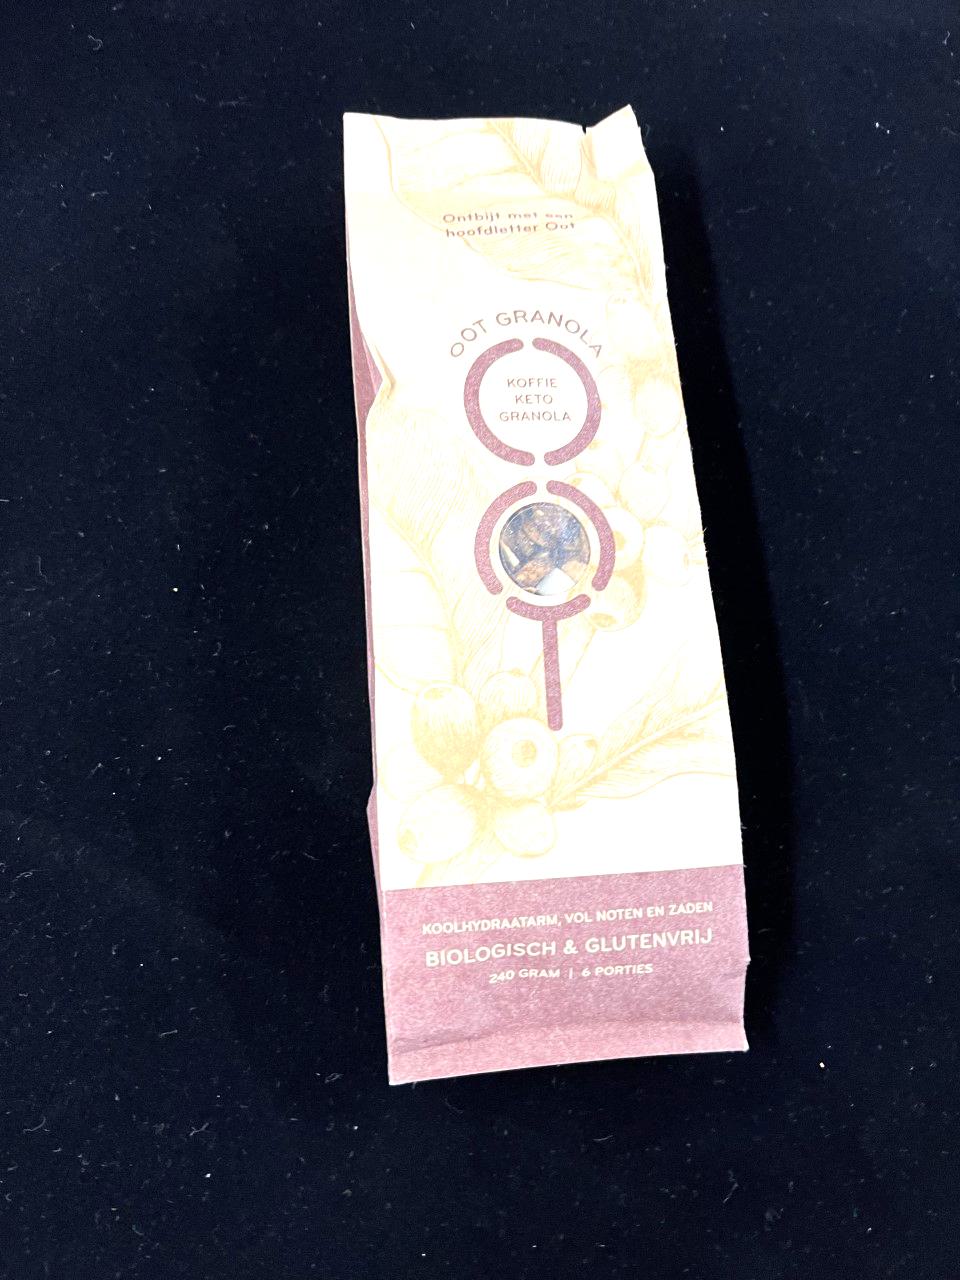 Ontbijt met een
hoofdletter Oot
OOT GRANOLA
KOFFIE
KETO
GRANOLA
KOOLHYDRAATARM, VOL NOTEN EN ZADEN
BIOLOGISCH & GLUTENVRIJ
240 GRAM | 6 PORTIES